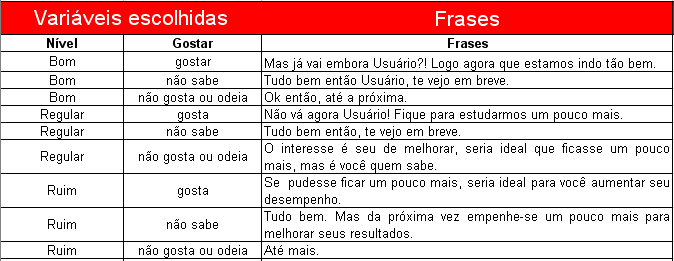 Variáveis escolhidas Frases
Nível Gostar Frases
Bom gostar Mas já vai embora Usuário?! Logo agora que estamos indo tão bem.
Bom não sabe Tudo bem então Usuário, te vejo em breve.
Bom não gosta ou odeia Ok então, até a próxima.
Regular gosta Não vá agora Usuário! Fique para estudarmos um pouco mais.
Regular não sabe Tudo bem então, te vejo em breve.
Regular não gosta ou odeia O interesse é seu de melhorar, seria ideal que ficasse um pouco
mais, mas é você quem sabe.
Ruim gosta Se pudesse ficar um pouco mais, seria ideal para você aumentar seu
desempenho.
Ruim não sabe Tudo bem. Mas da próxima vez empenhe-se um pouco mais para
melhorar seus resultados.
Ruim não gosta ou odeia Até mais.